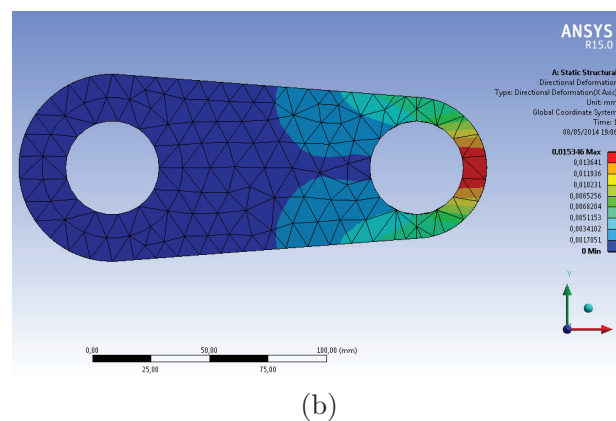 ANSYS
R15.0
A: Static Structural
Directional Deformation
Type: Directional Deformation(X Axis)
Unit: mm
Global Coordinate System
Time: 1
08/05/2014 19:06
0.015346 Max
0,013641
0,011936
0,010231
0,0085256
0,0068204
0,0051153
0,0034102
0,0017051
0 Min
Y
0,00 50,00 100,00 (mm)
25,00 75,00
(b)